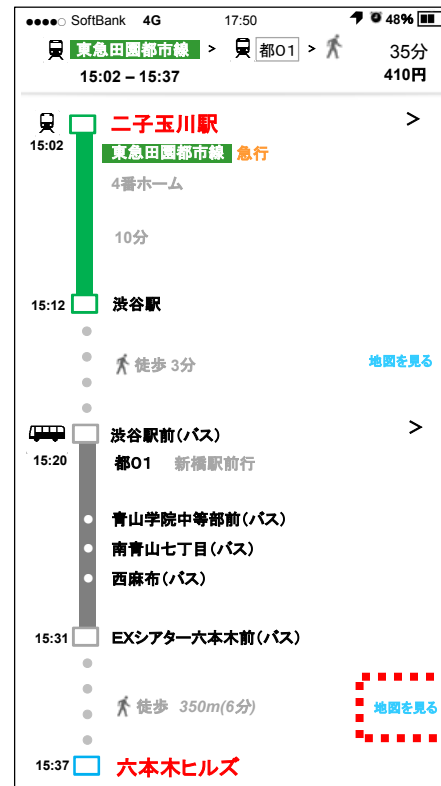 SoftBank 4G 17:50 48%
東急田園都市線 > 都01 > 35分
15:02 – 15:37 410円
二子玉川駅 >
15:02
東急田園都市線 急行
4番ホーム
10分
15:12 渋谷駅
徒歩 3分 地図を見る
渋谷駅前(バス) >
15:20 都01 新橋駅前行
青山学院中等部前(バス)
南青山七丁目(バス)
西麻布(バス)
15:31 EXシアター六本木前(バス)
徒歩 350m(6分) 地図を見る
15:37 六本木ヒルズ